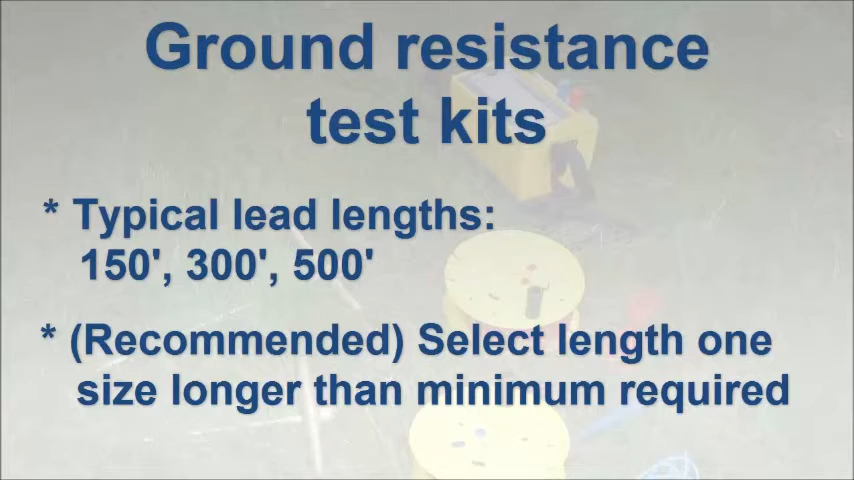 Ground resistance
test kits
* Typical lead lengths:
150', 300', 500'
* (Recommended) Select length one
size longer than minimum required